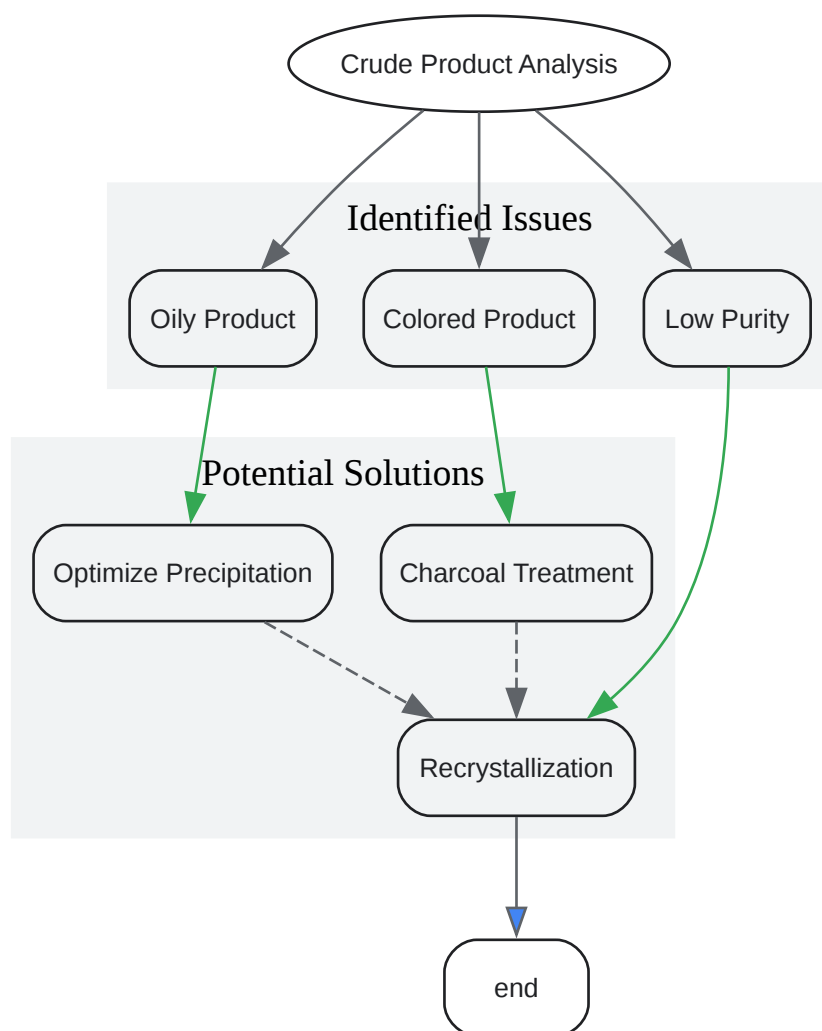 Crude Product Analysis
Identified Issues
Oily Product
Colored Product
Low Purity
Potential Solutions
Optimize Precipitation
Charcoal Treatment
Recrystallization
end